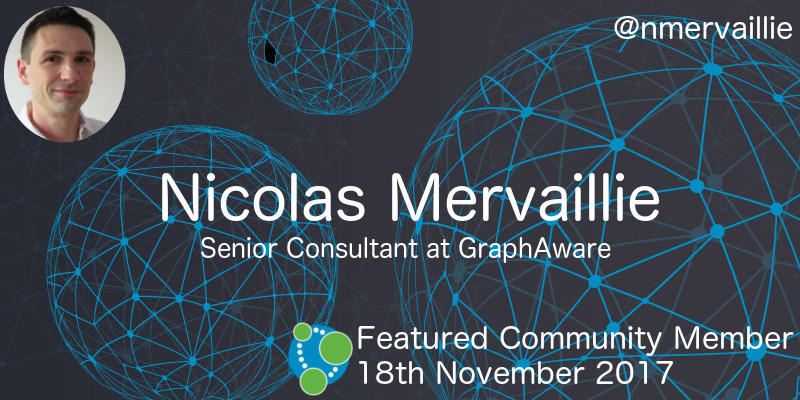 @nmervaillie
Nicolas Mervaillie
Senior Consultant at GraphAware
Featured Community Member
18th November 2017